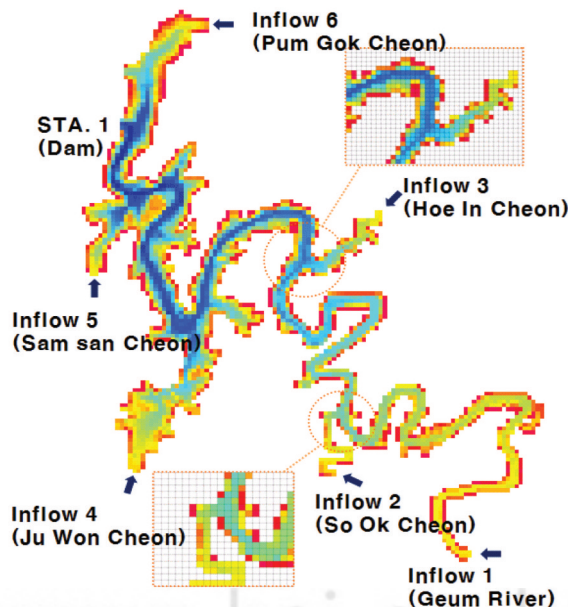 Inflow 6
(Pum Gok Cheon)
STA. 1
(Dam)
Inflow 3
(Hoe In Cheon)
Inflow 5
(Sam san Cheon)
Inflow 4
(Ju Won Cheon)
Inflow 2
(So Ok Cheon)
Inflow 1
(Geum River)